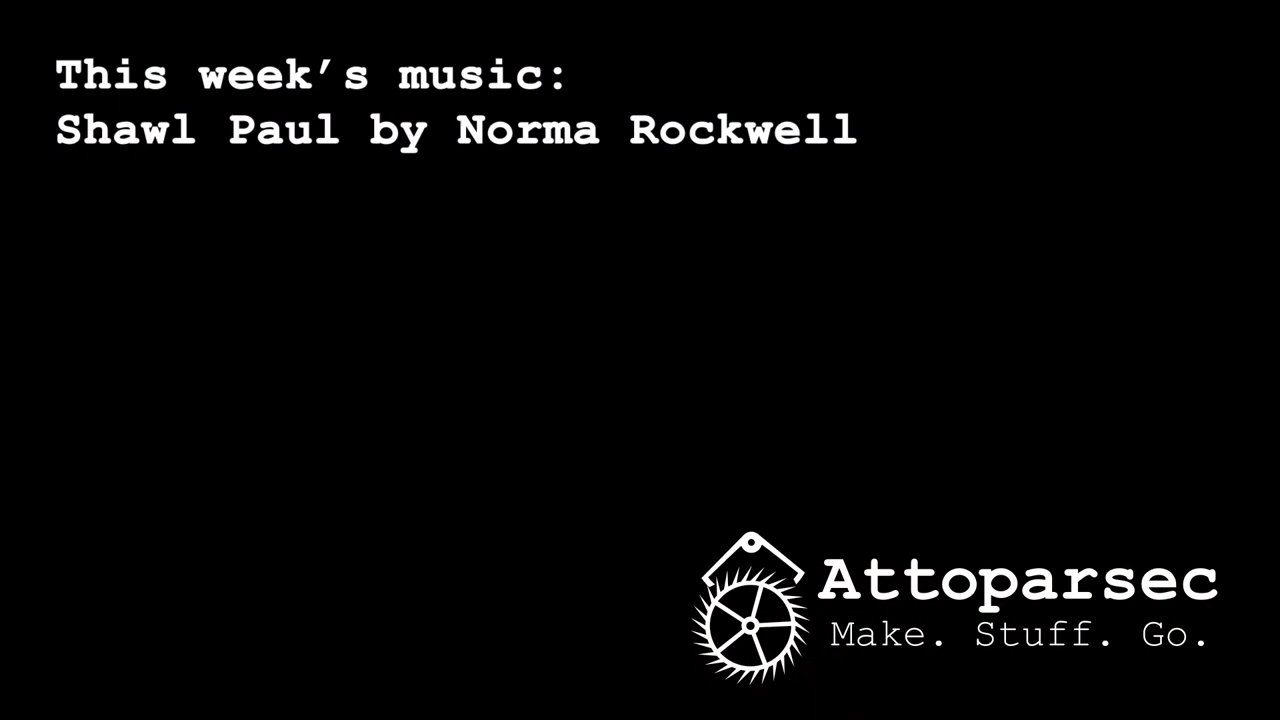 This week’s music:
Shawl Paul by Norma Rockwell
Attoparsec
Make. Stuff. Go.